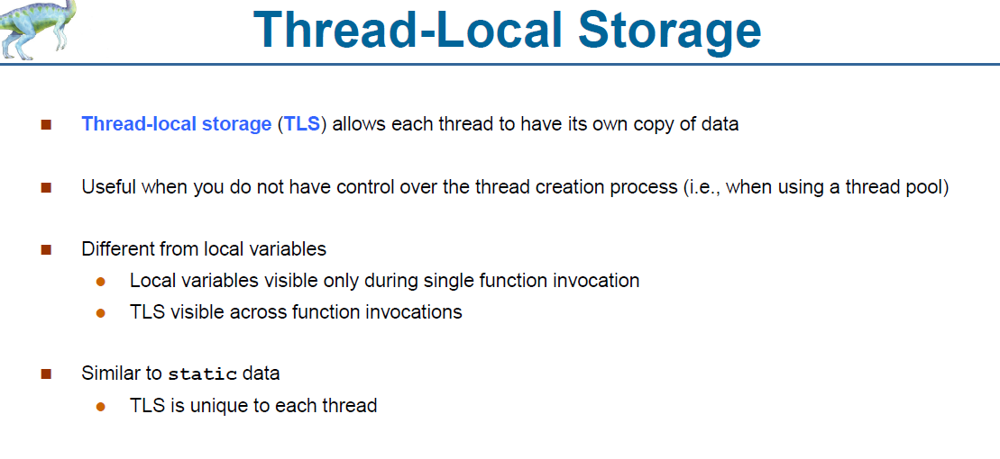 Thread-Local Storage
Thread-local storage (TLS) allows each thread to have its own copy of data
Useful when you do not have control over the thread creation process (i.e., when using a thread pool)
Different from local variables
Local variables visible only during single function invocation
TLS visible across function invocations
Similar to static data
TLS is unique to each thread